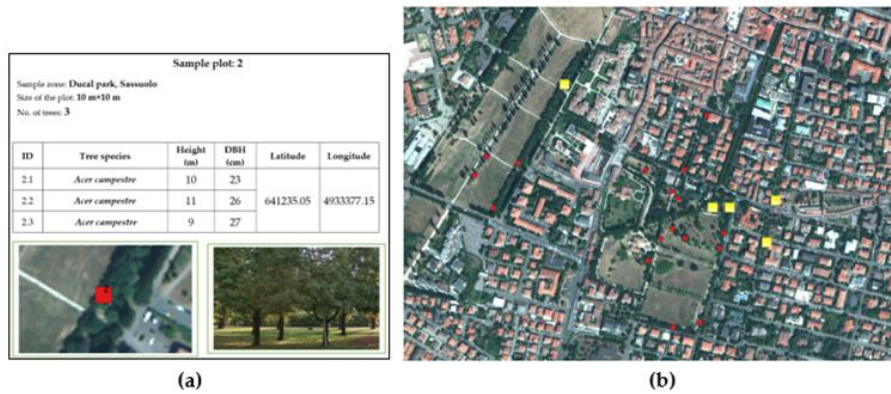 Sample plot: 2
Sample zone: Ducal park, Sassuolo
Size of the plot: 10 m*10 m
No. of trees: 3
ID Tree species Height (m) DBH (cm) Latitude Longitude
2.1 Acer campestre 10 23
2.2 Acer campestre 11 26 641235.05 4933377.15
2.3 Acer campestre 9 27
2
(a)
(b)